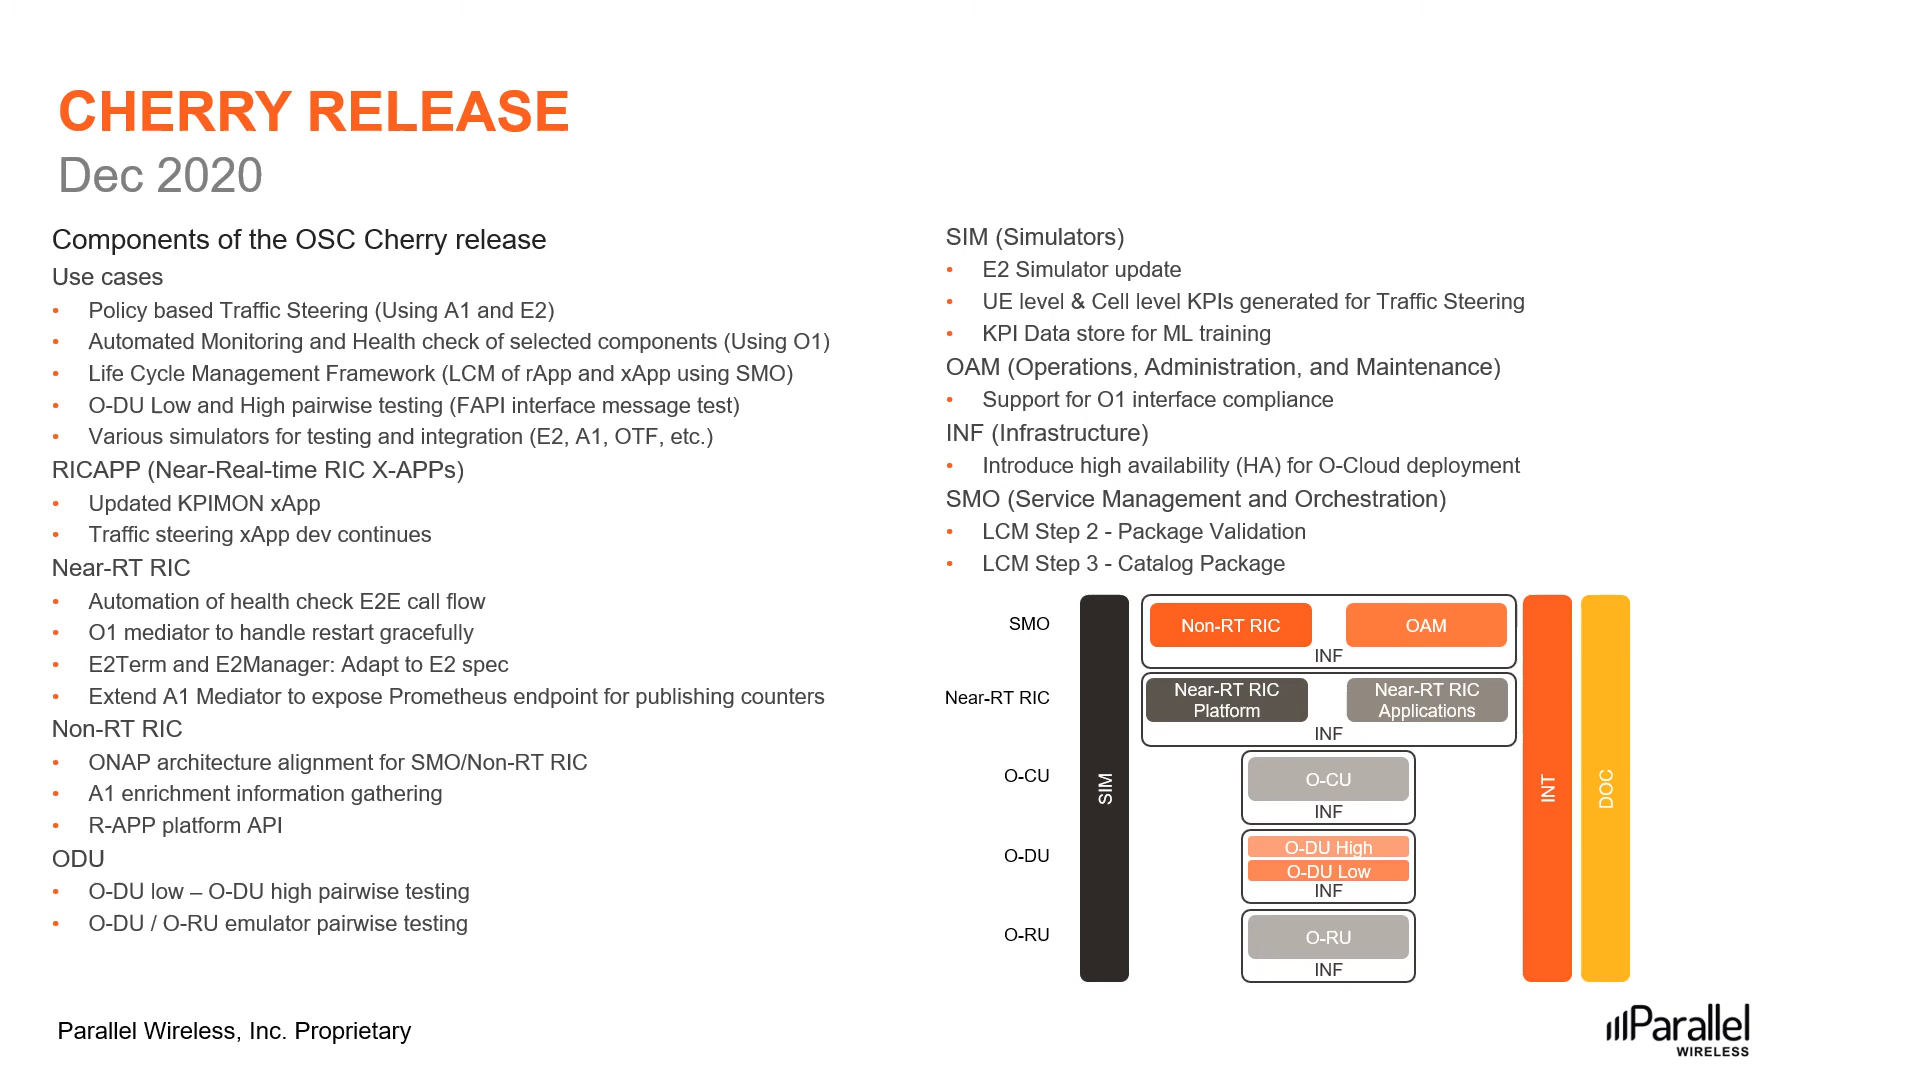 CHERRY RELEASE
Dec 2020
Components of the OSC Cherry release
Use cases
• Policy based Traffic Steering (Using A1 and E2)
• Automated Monitoring and Health check of selected components (Using O1)
• Life Cycle Management Framework (LCM of rApp and xApp using SMO)
• O-DU Low and High pairwise testing (FAPI interface message test)
• Various simulators for testing and integration (E2, A1, OTF, etc.)
RICAPP (Near-Real-time RIC X-APPs)
• Updated KPIMON xApp
• Traffic steering xApp dev continues
Near-RT RIC
• Automation of health check E2E call flow
• O1 mediator to handle restart gracefully
• E2Term and E2Manager: Adapt to E2 spec
• Extend A1 Mediator to expose Prometheus endpoint for publishing counters
Non-RT RIC
• ONAP architecture alignment for SMO/Non-RT RIC
• A1 enrichment information gathering
• R-APP platform API
ODU
• O-DU low – O-DU high pairwise testing
• O-DU / O-RU emulator pairwise testing
SIM (Simulators)
• E2 Simulator update
• UE level & Cell level KPIs generated for Traffic Steering
• KPI Data store for ML training
OAM (Operations, Administration, and Maintenance)
• Support for O1 interface compliance
INF (Infrastructure)
• Introduce high availability (HA) for O-Cloud deployment
SMO (Service Management and Orchestration)
• LCM Step 2 - Package Validation
• LCM Step 3 - Catalog Package
SMO
Non-RT RIC
OAM
INF
Near-RT RIC
Near-RT RIC
Platform
Near-RT RIC
Applications
INF
O-CU
O-CU
INF
O-DU
O-DU High
O-DU Low
INF
O-RU
O-RU
INF
SIM
INT
DOC
Parallel Wireless, Inc. Proprietary
Parallel
WIRELESS